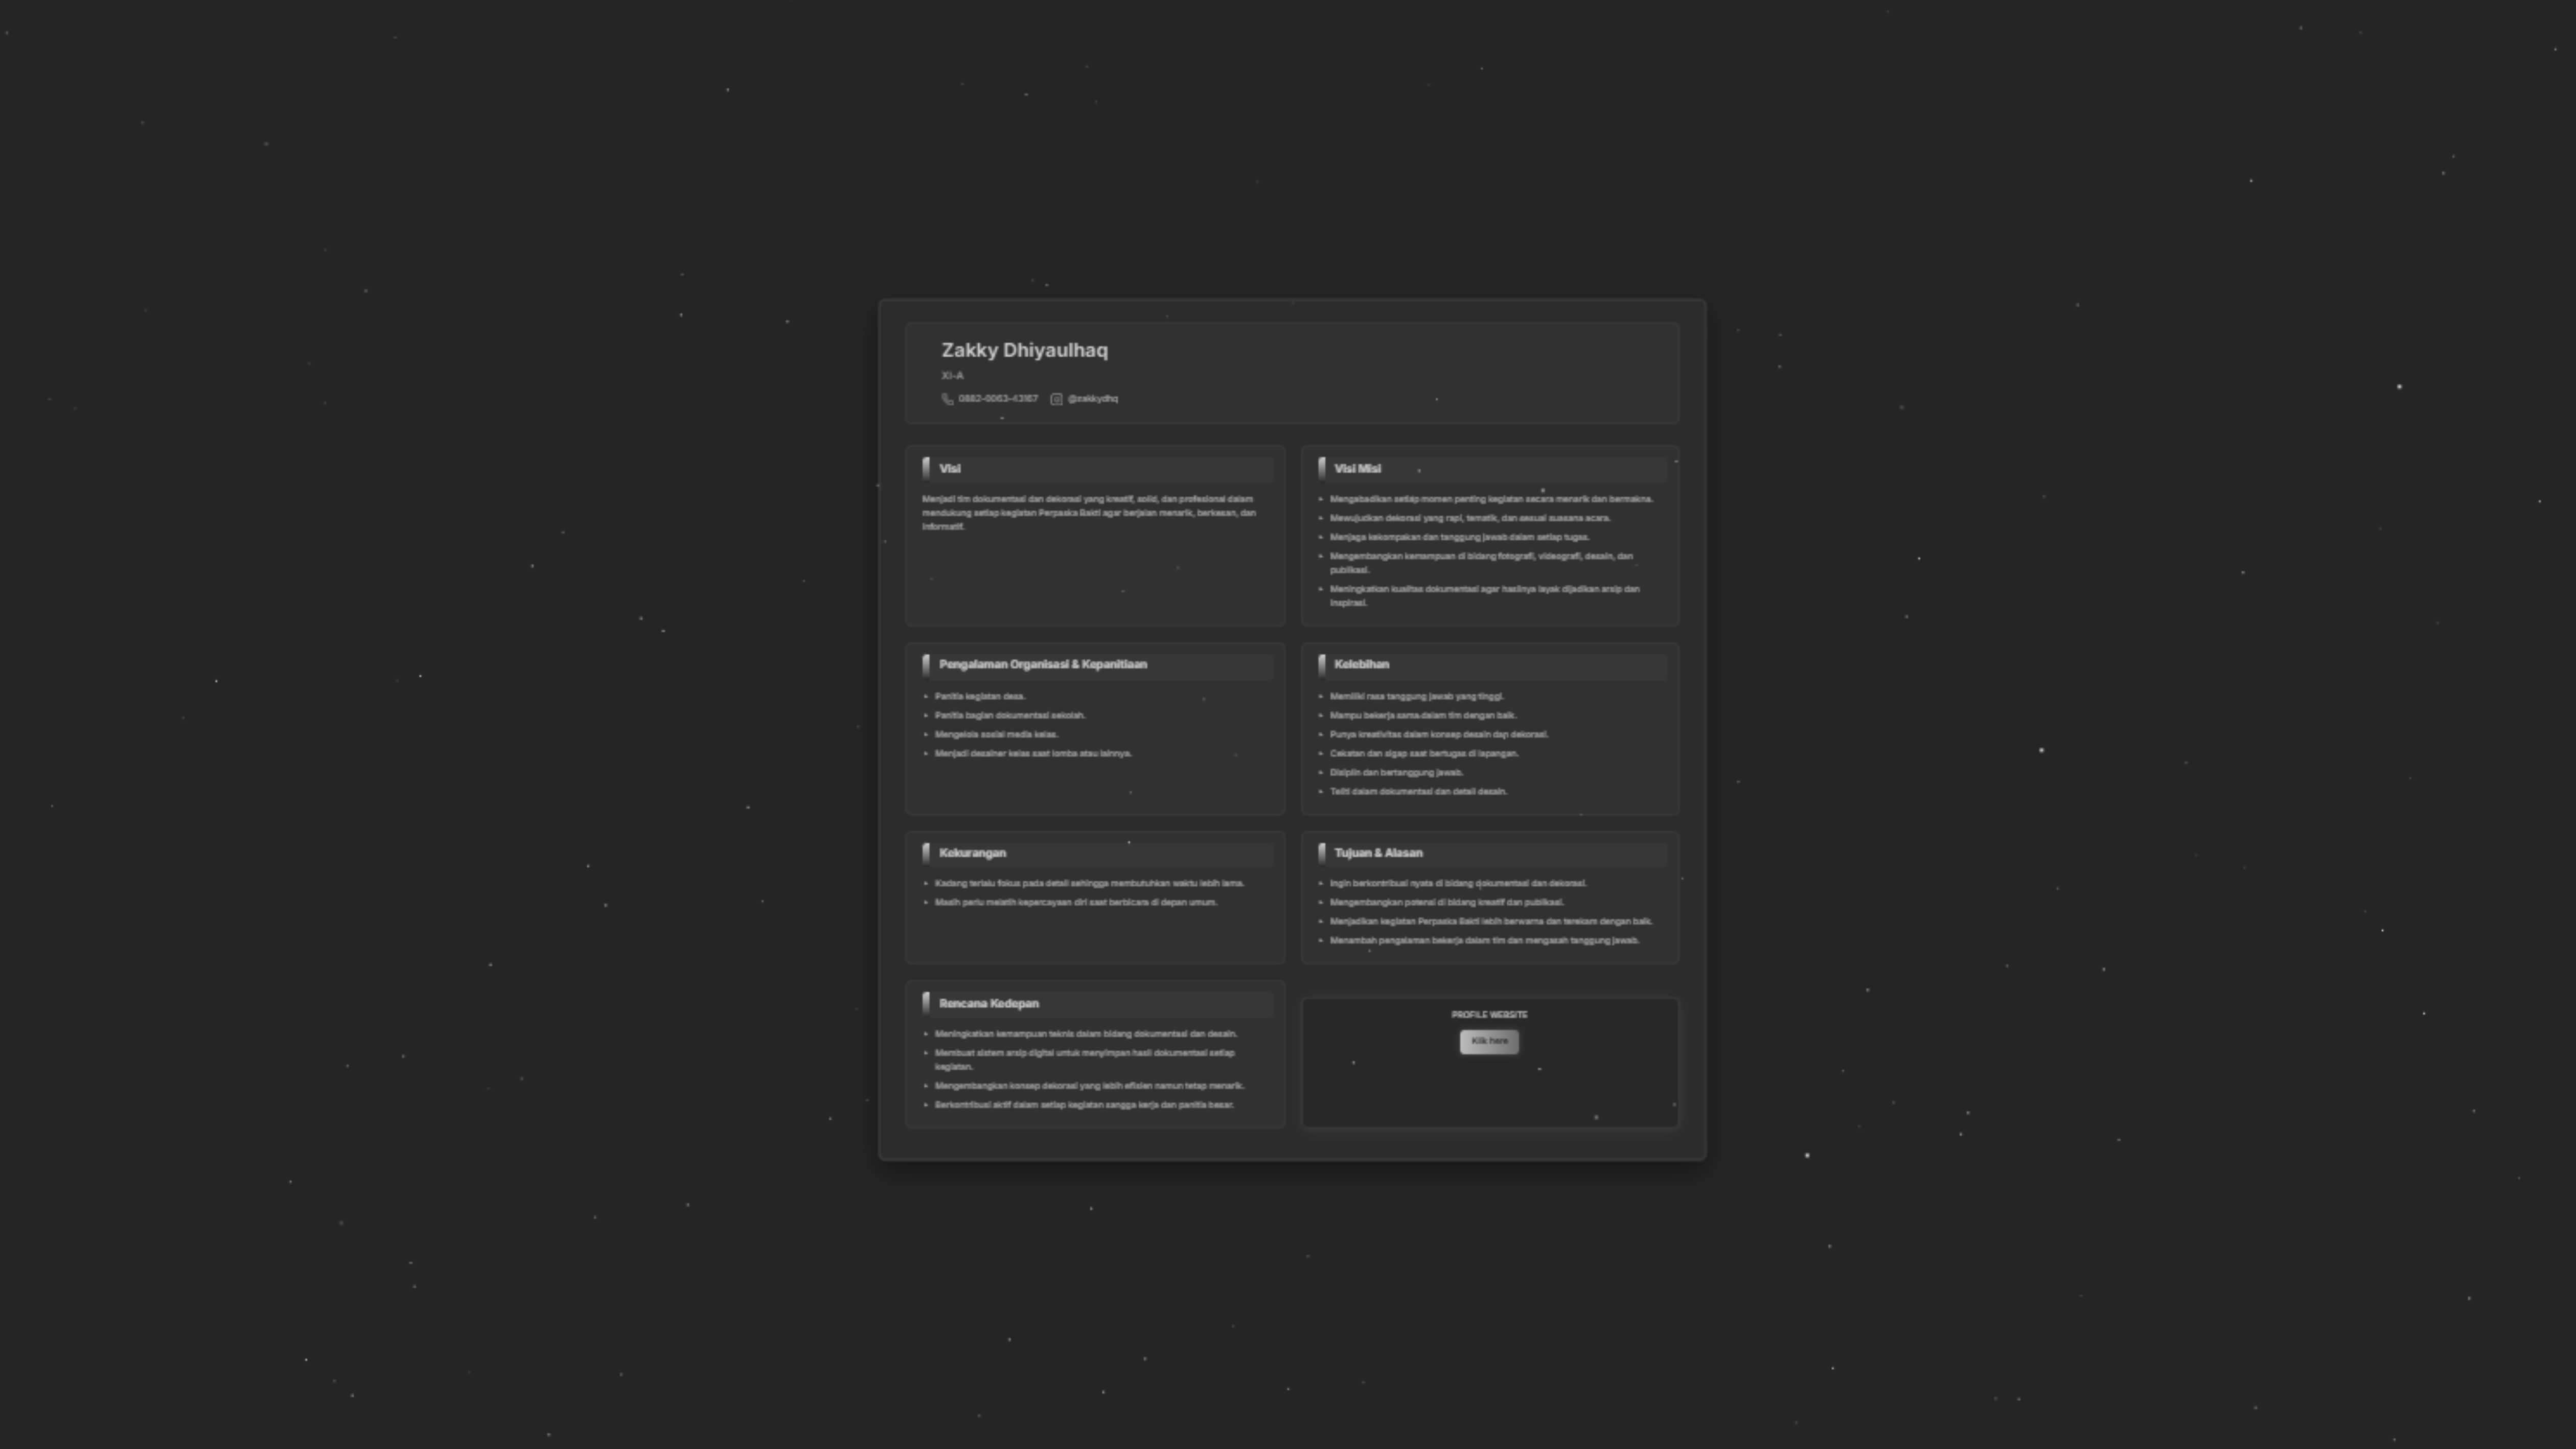 Zakky Dhiyaulhaq
XI-A
0882-0063-43167 @zakkydhq
Visi
Menjadi tim dokumentasi dan dekorasi yang kreatif, solid, dan profesional dalam
mendukung setiap kegiatan Perpaska Bakti agar berjalan menarik, berkesan, dan
informatif.
Visi Misi
Mengabadikan setiap momen penting kegiatan secara menarik dan bermakna.
Mewujudkan dekorasi yang rapi, tematik, dan sesuai suasana acara.
Menjaga kekompakan dan tanggung jawab dalam setiap tugas.
Mengembangkan kemampuan di bidang fotografi, videografi, desain, dan
publikasi.
Meningkatkan kualitas dokumentasi agar hasilnya layak dijadikan arsip dan
inspirasi.
Pengalaman Organisasi & Kepanitiaan
Panitia kegiatan desa.
Panitia bagian dokumentasi sekolah.
Mengelola sosial media kelas.
Menjadi desainer kelas saat lomba atau lainnya.
Kelebihan
Memiliki rasa tanggung jawab yang tinggi.
Mampu bekerja sama dalam tim dengan baik.
Punya kreativitas dalam konsep desain dan dekorasi.
Cekatan dan sigap saat bertugas di lapangan.
Disiplin dan bertanggung jawab.
Teliti dalam dokumentasi dan detail desain.
Kekurangan
Kadang terlalu fokus pada detail sehingga membutuhkan waktu lebih lama.
Masih perlu melatih kepercayaan diri saat berbicara di depan umum.
Tujuan & Alasan
Ingin berkontribusi nyata di bidang dokumentasi dan dekorasi.
Mengembangkan potensi di bidang kreatif dan publikasi.
Menjadikan kegiatan Perpaska Bakti lebih berwarna dan terekam dengan baik.
Menambah pengalaman bekerja dalam tim dan mengasah tanggung jawab.
Rencana Kedepan
Meningkatkan kemampuan teknis dalam bidang dokumentasi dan desain.
Membuat sistem arsip digital untuk menyimpan hasil dokumentasi setiap
kegiatan.
Mengembangkan konsep dekorasi yang lebih efisien namun tetap menarik.
Berkontribusi aktif dalam setiap kegiatan sangga kerja dan panitia besar.
PROFILE WEBSITE
Klik here